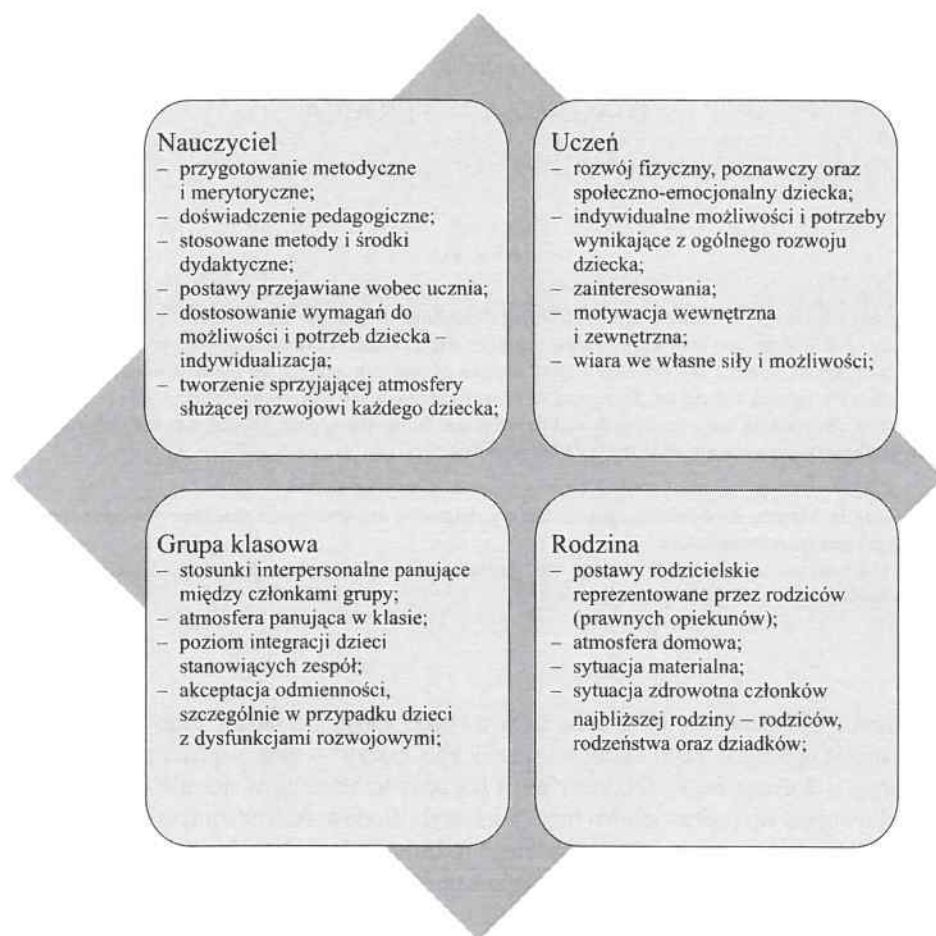 Nauczyciel
– przygotowanie metodyczne
i merytoryczne;
– doświadczenie pedagogiczne;
– stosowane metody i środki
dydaktyczne;
– postawy przejawiane wobec ucznia;
– dostosowanie wymagań do
możliwości i potrzeb dziecka –
indywidualizacja;
– tworzenie sprzyjającej atmosfery
służącej rozwojowi każdego dziecka;
Uczeń
– rozwój fizyczny, poznawczy oraz
społeczno-emocjonalny dziecka;
– indywidualne możliwości i potrzeby
wynikające z ogólnego rozwoju
dziecka;
– zainteresowania;
– motywacja wewnętrzna
i zewnętrzna;
– wiara we własne siły i możliwości;
Grupa klasowa
– stosunki interpersonalne panujące
między członkami grupy;
– atmosfera panująca w klasie;
– poziom integracji dzieci
stanowiących zespół;
– akceptacja odmienności,
szczególnie w przypadku dzieci
z dysfunkcjami rozwojowymi;
Rodzina
– postawy rodzicielskie
reprezentowane przez rodziców
(prawnych opiekunów);
– atmosfera domowa;
– sytuacja materialna;
– sytuacja zdrowotna członków
najbliższej rodziny – rodziców,
rodzeństwa oraz dziadków;